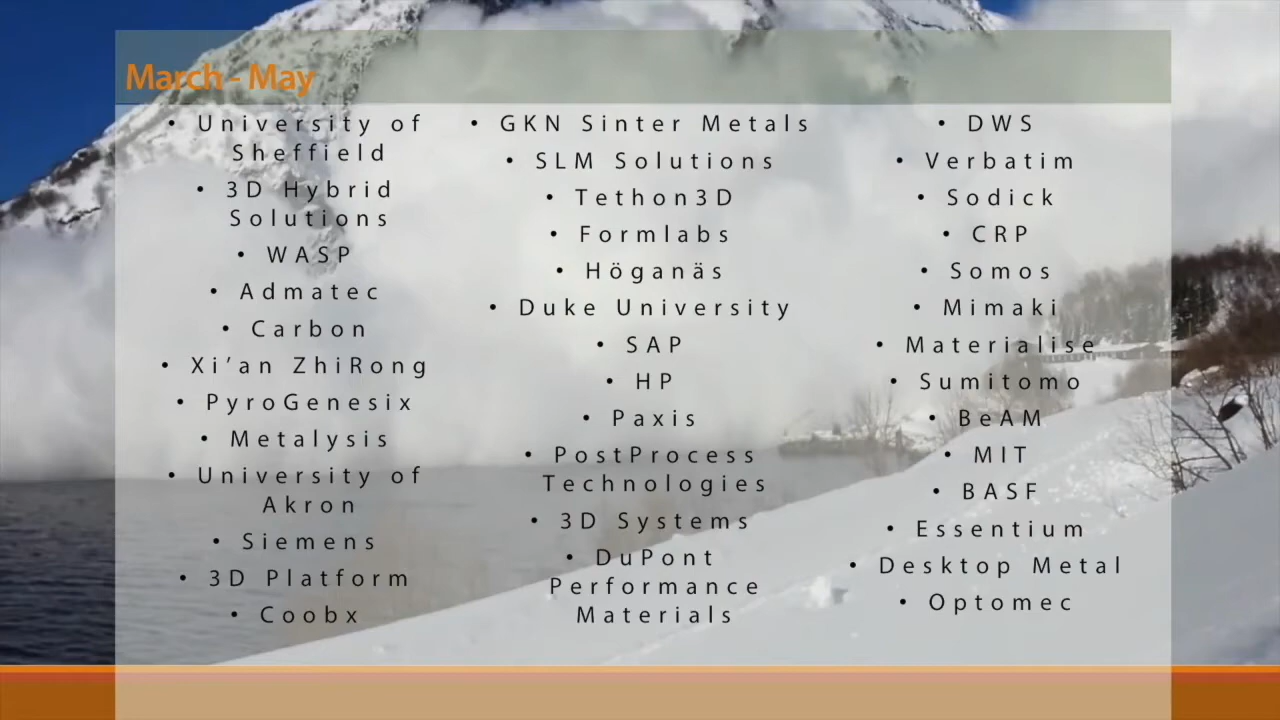 March - May
• University of
Sheffield
• 3D Hybrid
Solutions
• WASP
• Admatec
• Carbon
• Xi’an ZhiRong
• PyroGenesix
• Metalysis
• University of
Akron
• Siemens
• 3D Platform
• Coobx
• GKN Sinter Metals
• SLM Solutions
• Tethon3D
• Formlabs
• Höganäs
• Duke University
• SAP
• HP
• Paxis
• PostProcess
Technologies
• 3D Systems
• DuPont
Performance
Materials
• DWS
• Verbatim
• Sodick
• CRP
• Somos
• Mimaki
• Materialise
• Sumitomo
• BeAM
• MIT
• BASF
• Essentium
• Desktop Metal
• Optomec